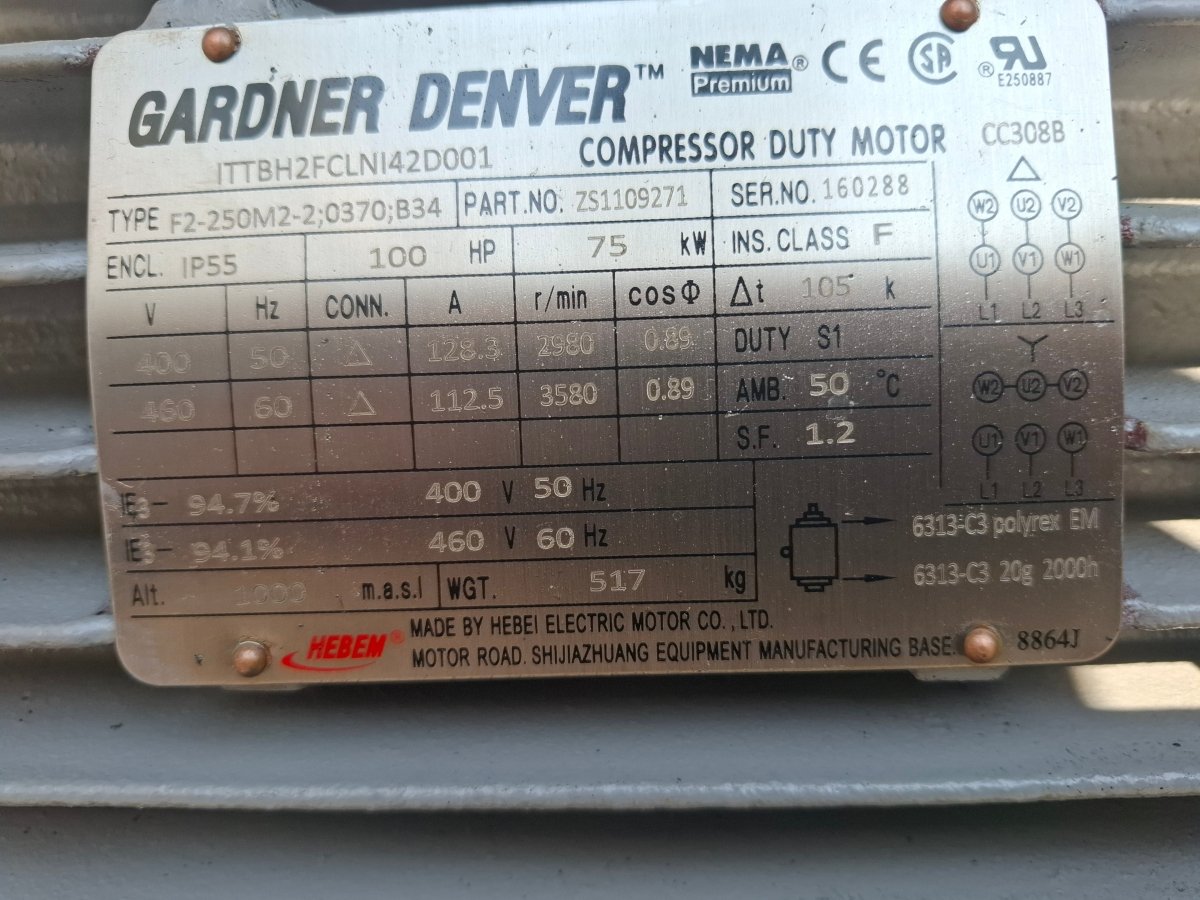 GARDNER DENVER™
NEMA Premium® CE SA ® RU E250887
ITTBH2FCLNI42D001 COMPRESSOR DUTY MOTOR CC308B
TYPE F2-250M2-2;0370;B34 PART.NO. ZS1109271 SER.NO. 160288
ENCL. IP55 100 HP 75 kW INS.CLASS F
V Hz CONN. A r/min cosΦ Δt 105 k
400 50 △ 128.3 2980 0.89 DUTY S1
460 60 △ 112.5 3580 0.89 AMB. 50 °C
S.F. 1.2
△
W2 U2 V2
U1 V1 W1
L1 L2 L3
Y
W2 U2 V2
U1 V1 W1
L1 L2 L3
IE3- 94.7% 400 V 50 Hz
IE3- 94.1% 460 V 60 Hz
Alt. 1000 m.a.s.l WGT. 517 kg
6313-C3 polyrex EM
6313-C3 20g 2000h
HEBEM® MADE BY HEBEI ELECTRIC MOTOR CO., LTD.
MOTOR ROAD. SHIJIAZHUANG EQUIPMENT MANUFACTURING BASE. 8864J